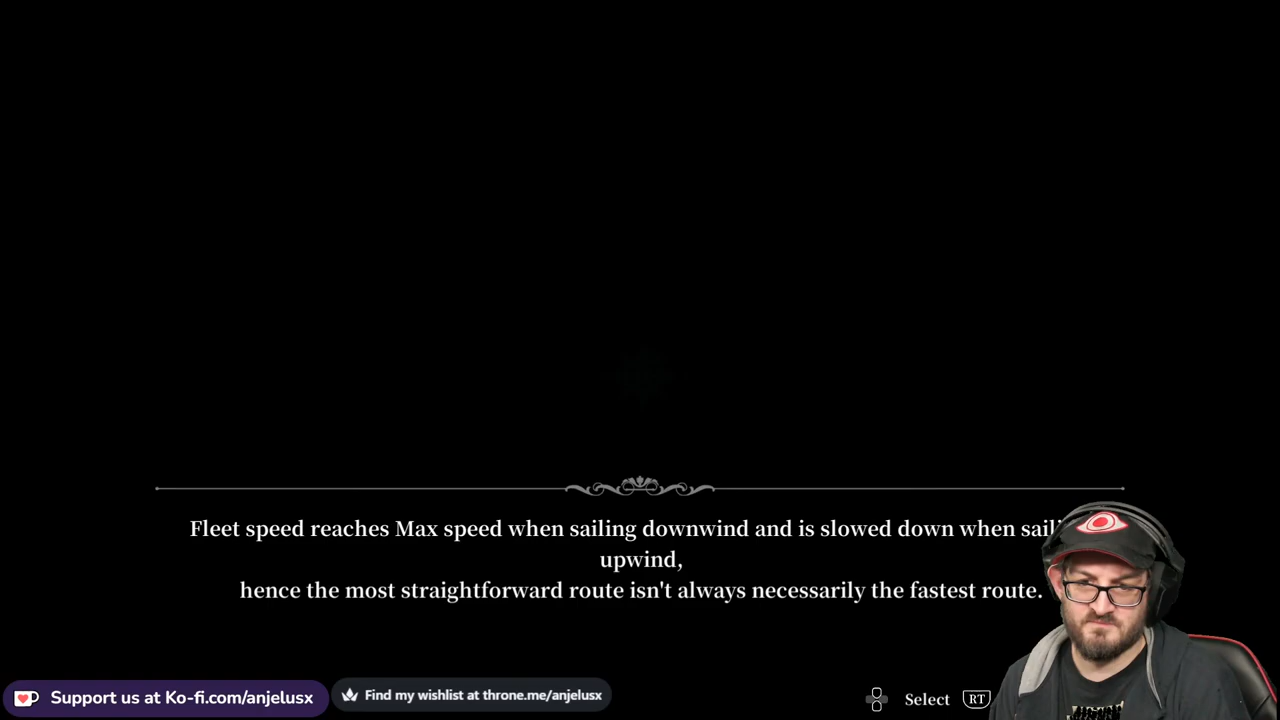 Fleet speed reaches Max speed when sailing downwind and is slowed down when
upwind,
hence the most straightforward route isn't always necessarily the fastest route.
Support us at Ko-fi.com/anjelusx
Find my wishlist at throne.me/anjelusx
Select RT